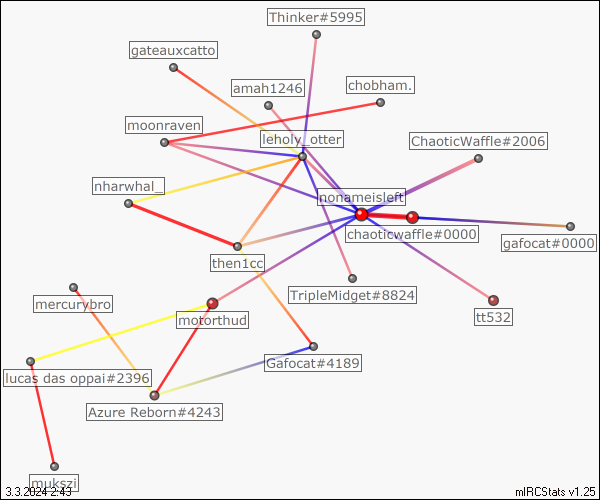 Thinker#5995
gateauxcatto
amah1246
chobham.
moonraven
leholy_otter
ChaoticWaffle#2006
nharwhal_
nonameisleft
chaoticwaffle#0000
gafocat#0000
then1cc
TripleMidget#8824
mercurybro
motorthud
tt532
Gafocat#4189
lucas das oppai#2396
Azure Reborn#4243
mukszi
3.3.2024 2:43
mIRCStats v1.25